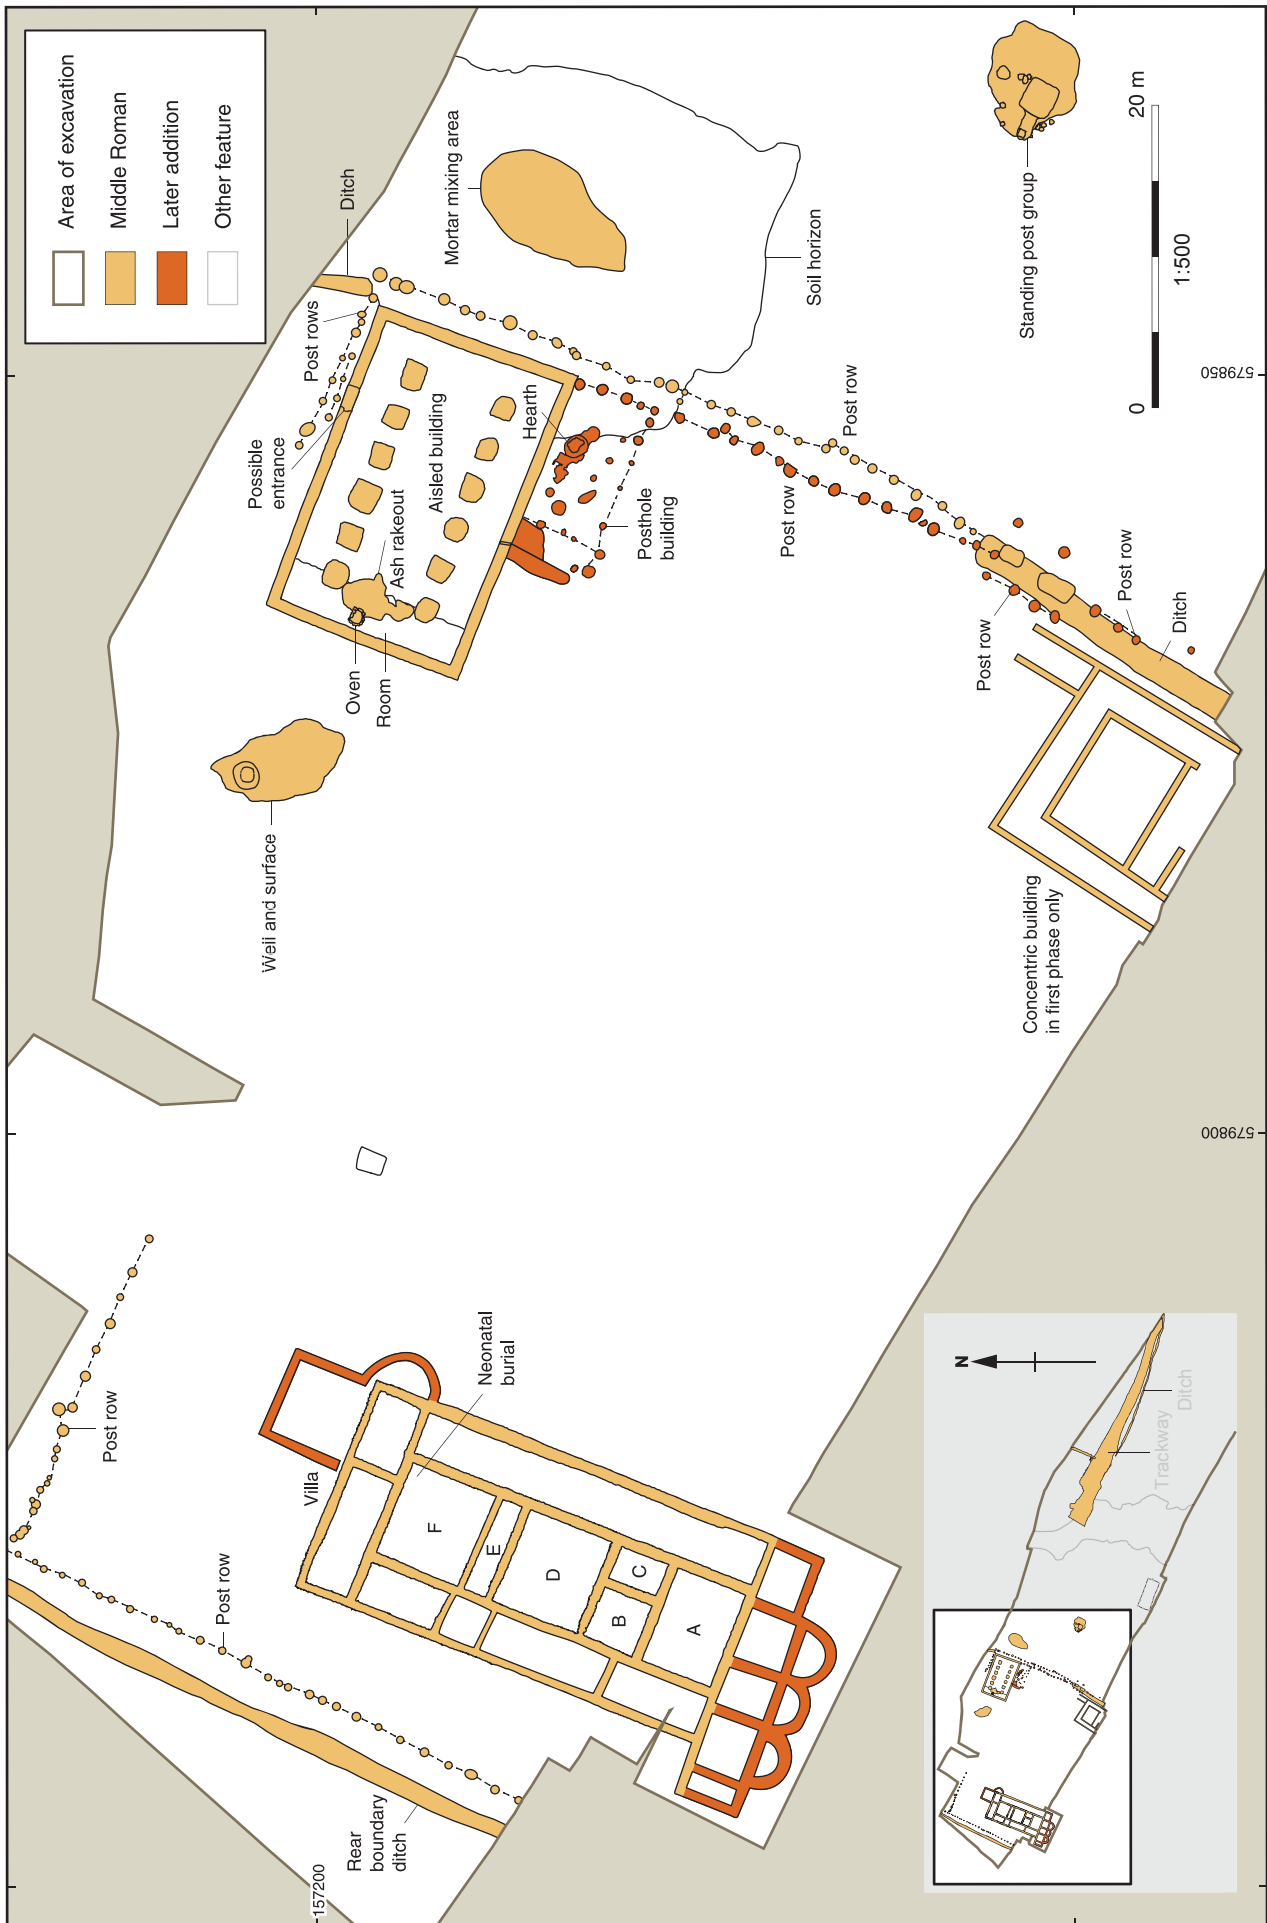 Area of excavation
Middle Roman
Later addition
Other feature
Ditch
Post rows
Possible
entrance
Mortar mixing area
Soil horizon
Aisled building
Hearth
Ash rakeout
Oven
Room
Posthole
building
Post row
Post row
Post row
Post row
Ditch
Standing post group
0
20 m
1:500
579850
Well and surface
Concentric building
in first phase only
579800
Post row
Post row
Villa
Neonatal
burial
F
E
D
C
B
A
Rear
boundary
ditch
157200
N
Trackway
Ditch